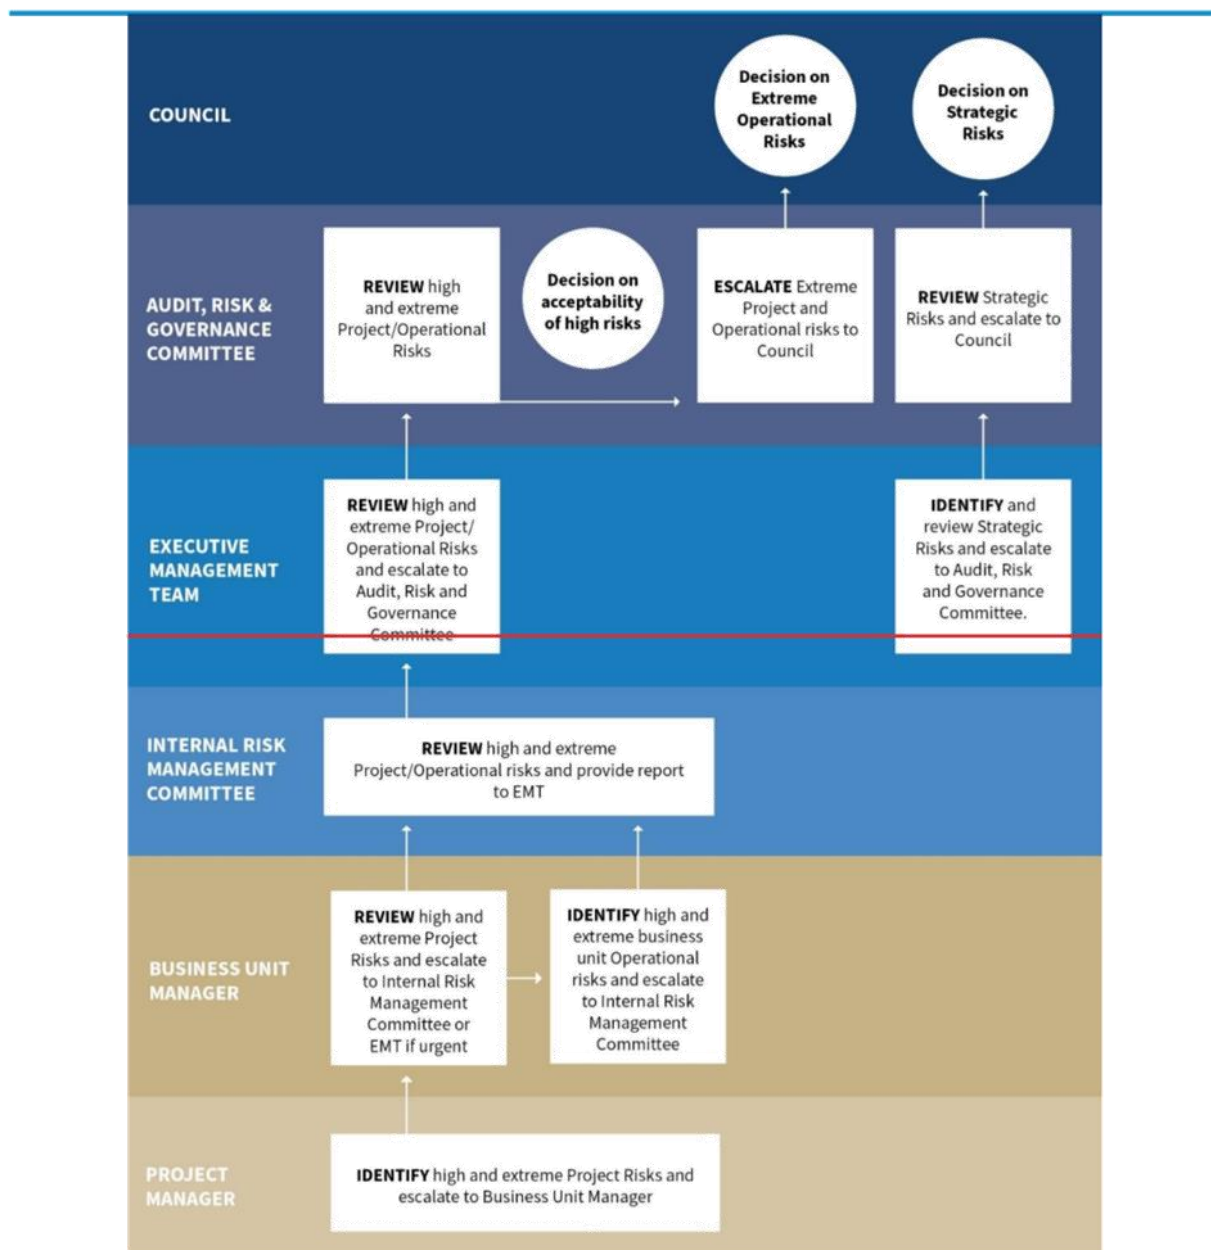 COUNCIL
Decision on
Extreme
Operational
Risks
Decision on
Strategic
Risks
AUDIT, RISK &
GOVERNANCE
COMMITTEE
REVIEW high
and extreme
Project/Operational
Risks
Decision on
acceptability
of high risks
ESCALATE Extreme
Project and
Operational risks to
Council
REVIEW Strategic
Risks and escalate to
Council
EXECUTIVE
MANAGEMENT
TEAM
REVIEW high and
extreme Project/
Operational Risks
and escalate to
Audit, Risk and
Governance
Committee
IDENTIFY and
review Strategic
Risks and escalate
to Audit, Risk
and Governance
Committee.
INTERNAL RISK
MANAGEMENT
COMMITTEE
REVIEW high and extreme
Project/Operational risks and provide report
to EMT
BUSINESS UNIT
MANAGER
REVIEW high and
extreme Project
Risks and escalate
to Internal Risk
Management
Committee or
EMT if urgent
IDENTIFY high and
extreme business
unit Operational
risks and escalate
to Internal Risk
Management
Committee
PROJECT
MANAGER
IDENTIFY high and extreme Project Risks and
escalate to Business Unit Manager